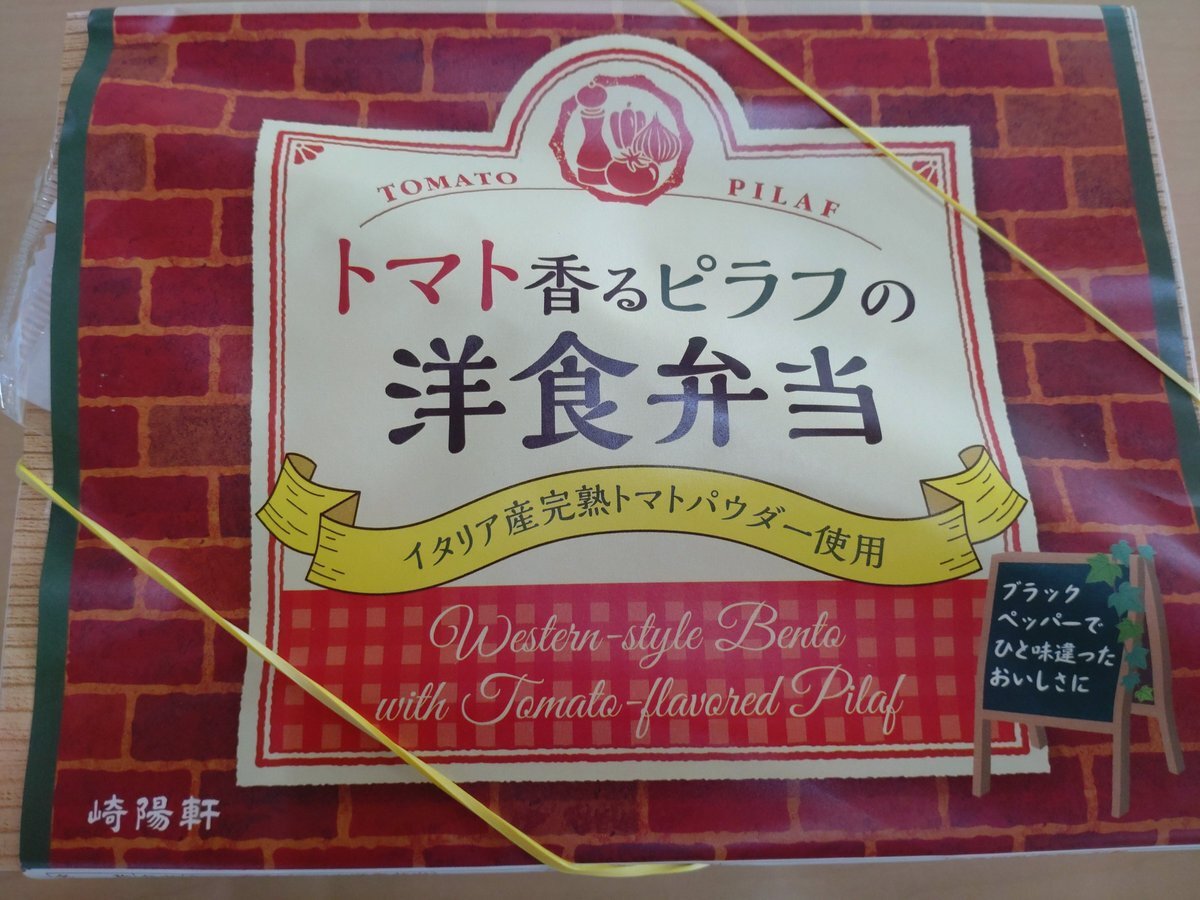 TOMATO PILAF
トマト香るピラフの
洋食弁当
イタリア産完熟トマトパウダー使用
Western-style Bento
with Tomato-flavored Pilaf
ブラック
ペッパーで
ひと味違った
おいしさに
崎陽軒